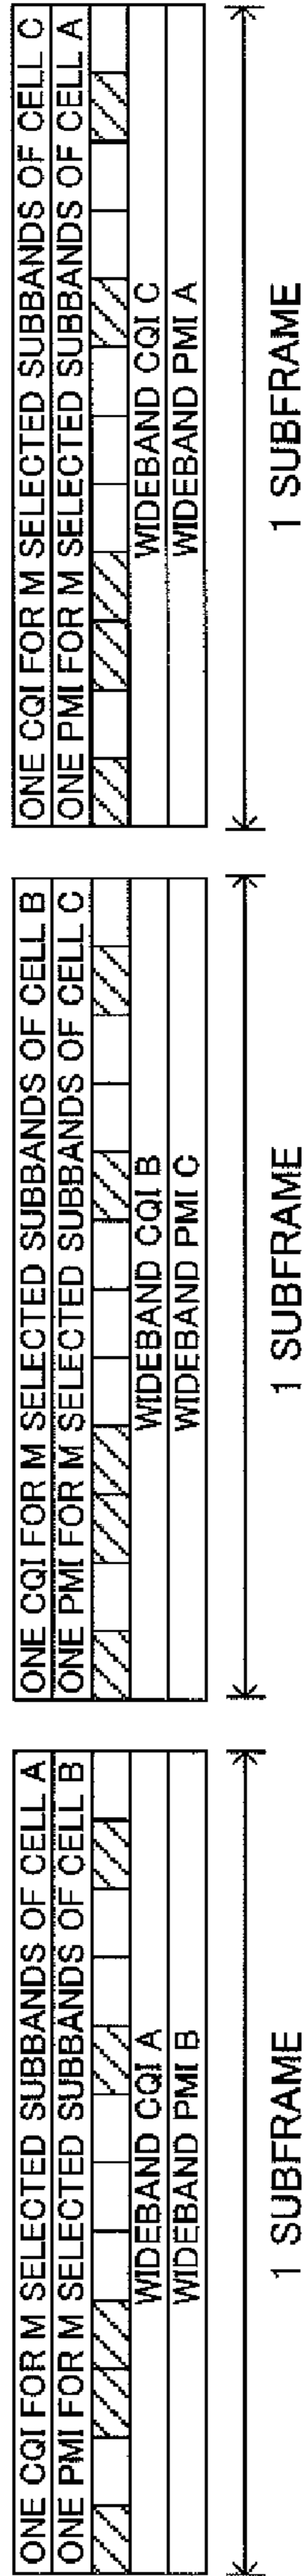 ONE CQI FOR M SELECTED SUBBANDS OF CELL A
ONE PMI FOR M SELECTED SUBBANDS OF CELL B
WIDEBAND CQI A
WIDEBAND PMI B
1 SUBFRAME
ONE CQI FOR M SELECTED SUBBANDS OF CELL B
ONE PMI FOR M SELECTED SUBBANDS OF CELL C
WIDEBAND CQI B
WIDEBAND PMI C
1 SUBFRAME
ONE CQI FOR M SELECTED SUBBANDS OF CELL C
ONE PMI FOR M SELECTED SUBBANDS OF CELL A
WIDEBAND CQI C
WIDEBAND PMI A
1 SUBFRAME